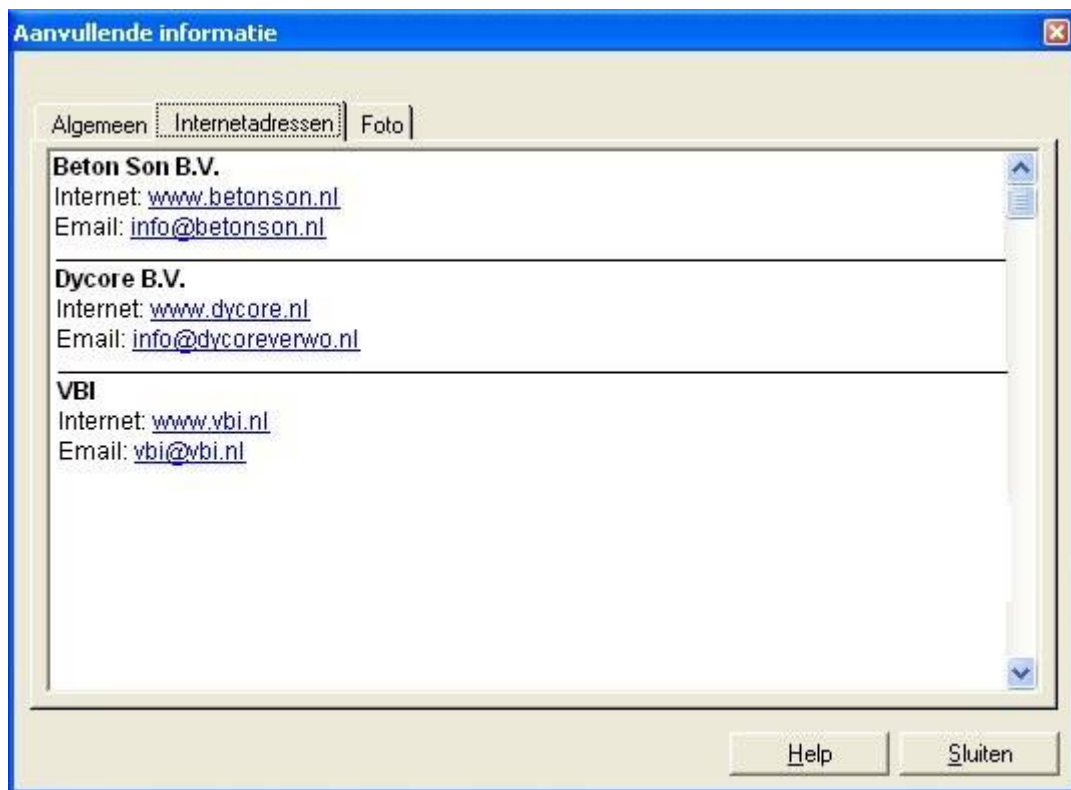 Aanvullende informatie
Algemeen Internetadressen Foto
Beton Son B.V.
Internet: www.betonson.nl
Email: info@betonson.nl
Dycore B.V.
Internet: www.dycore.nl
Email: info@dycoreverwo.nl
VBI
Internet: www.vbi.nl
Email: vbi@vbi.nl
Help Sluiten